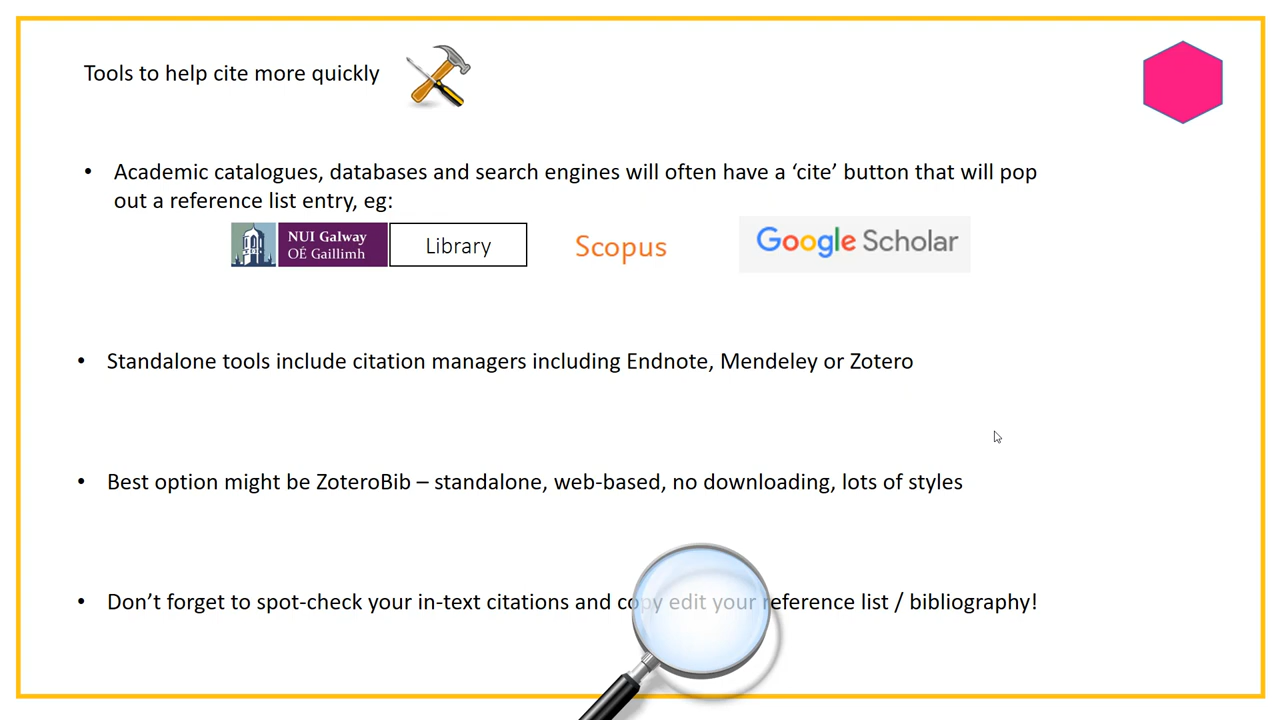 Tools to help cite more quickly
• Academic catalogues, databases and search engines will often have a ‘cite’ button that will pop
out a reference list entry, eg:
NUI Galway
OÉ Gaillimh
Library
Scopus
Google Scholar
• Standalone tools include citation managers including Endnote, Mendeley or Zotero
• Best option might be ZoteroBib – standalone, web-based, no downloading, lots of styles
• Don’t forget to spot-check your in-text citations and copy edit your reference list / bibliography!